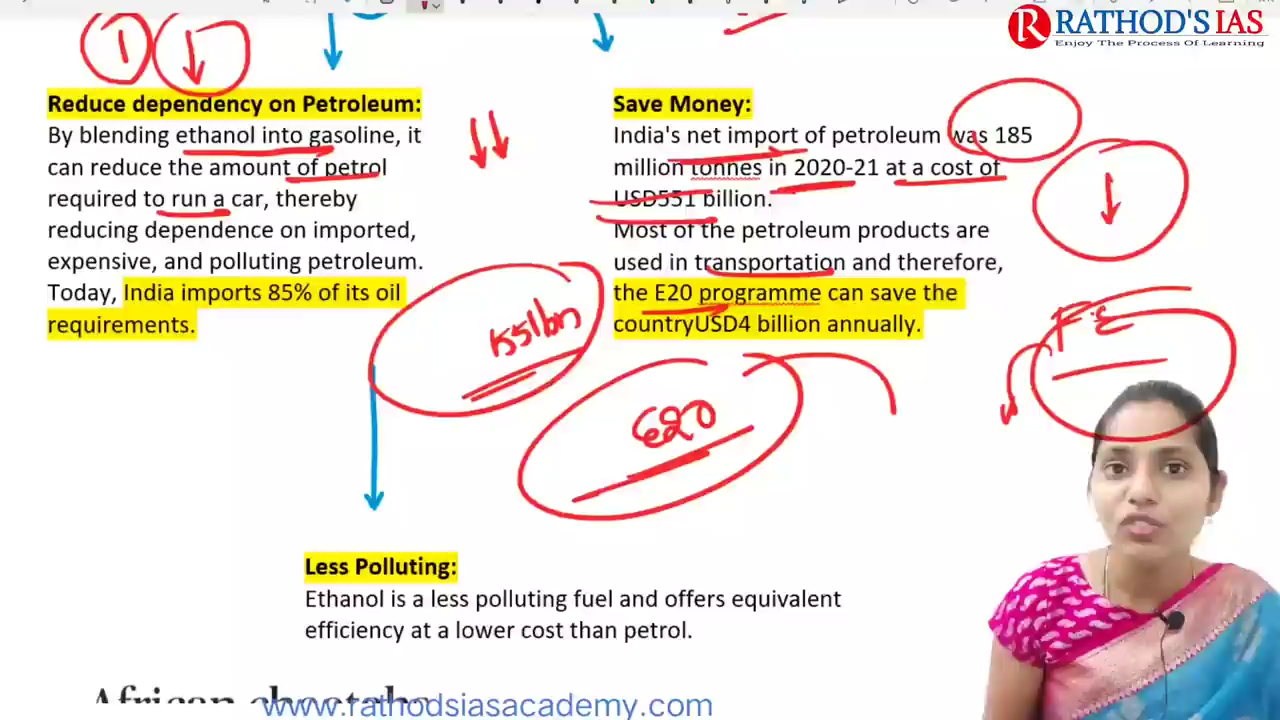 RATHOD'S IAS
Enjoy The Process Of Learning
Reduce dependency on Petroleum:
By blending ethanol into gasoline, it
can reduce the amount of petrol
required to run a car, thereby
reducing dependence on imported,
expensive, and polluting petroleum.
Today, India imports 85% of its oil
requirements.
Save Money:
India's net import of petroleum was 185
million tonnes in 2020-21 at a cost of
USD551 billion.
Most of the petroleum products are
used in transportation and therefore,
the E20 programme can save the
countryUSD4 billion annually.
551bn
E20
FE
Less Polluting:
Ethanol is a less polluting fuel and offers equivalent
efficiency at a lower cost than petrol.
African cheetahs
www.rathodsiasacademy.com